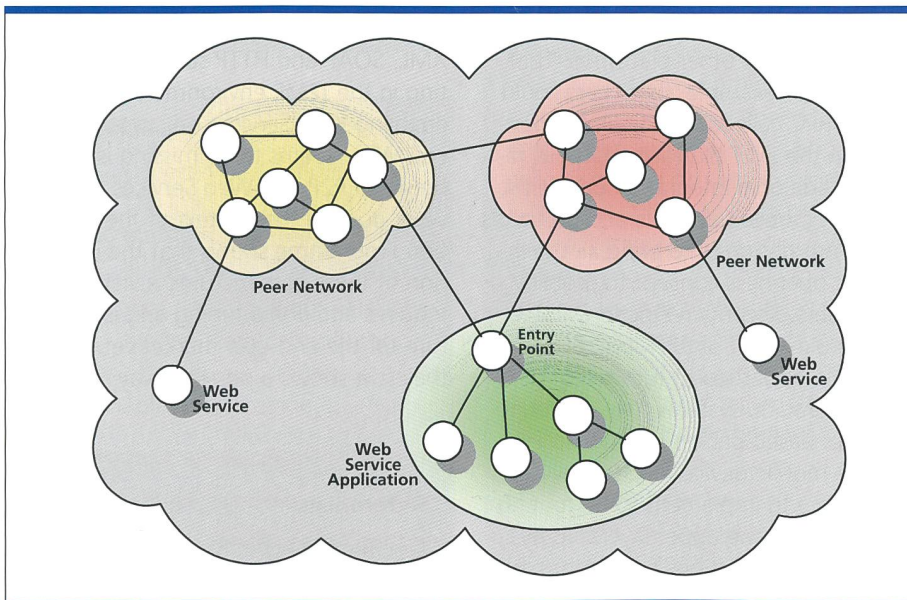 Peer Network
Peer Network
Entry
Point
Web
Service
Web
Service
Web
Service
Application